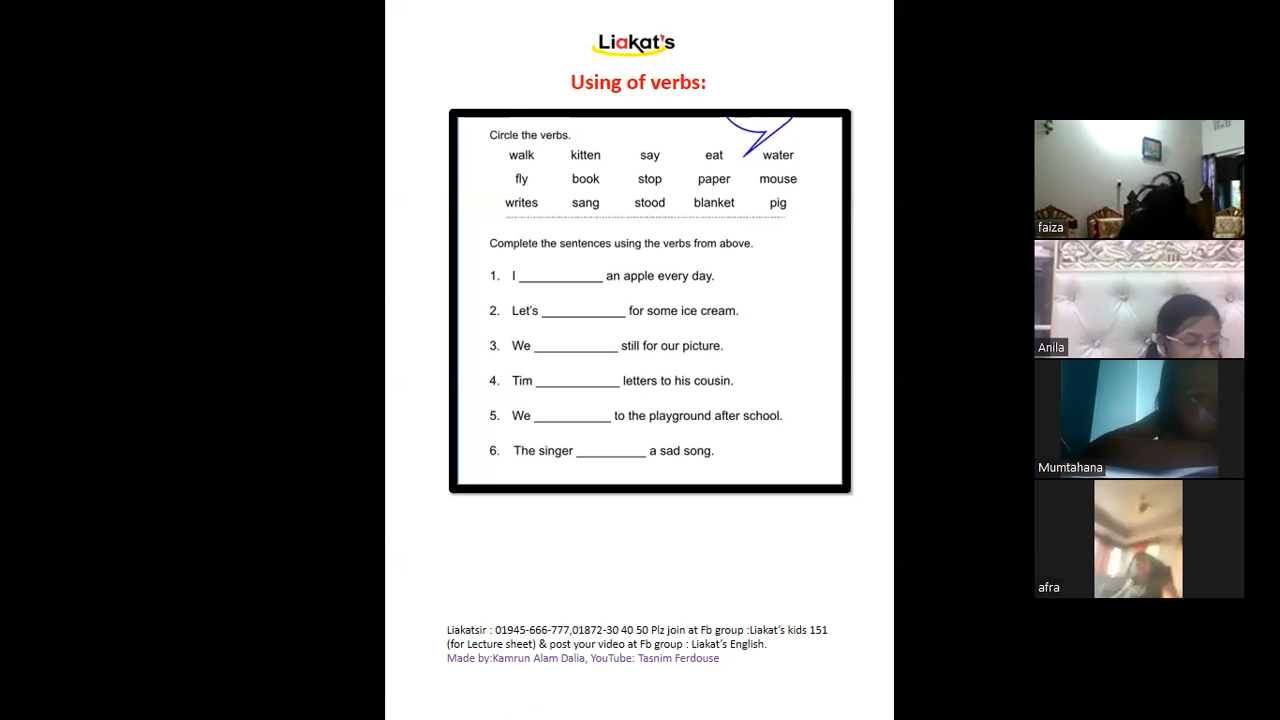 Liakat's
Using of verbs:
Circle the verbs.
walk kitten say eat water
fly book stop paper mouse
writes sang stood blanket pig
Complete the sentences using the verbs from above.
1. I ____________ an apple every day.
2. Let's ____________ for some ice cream.
3. We ____________ still for our picture.
4. Tim ____________ letters to his cousin.
5. We ___________ to the playground after school.
6. The singer __________ a sad song.
Liakatsir : 01945-666-777,01872-30 40 50 Plz join at Fb group :Liakat's kids 151
(for Lecture sheet) & post your video at Fb group : Liakat's English.
Made by:Kamrun Alam Dalia, YouTube: Tasnim Ferdouse
faiza
Anila
Mumtahana
afra